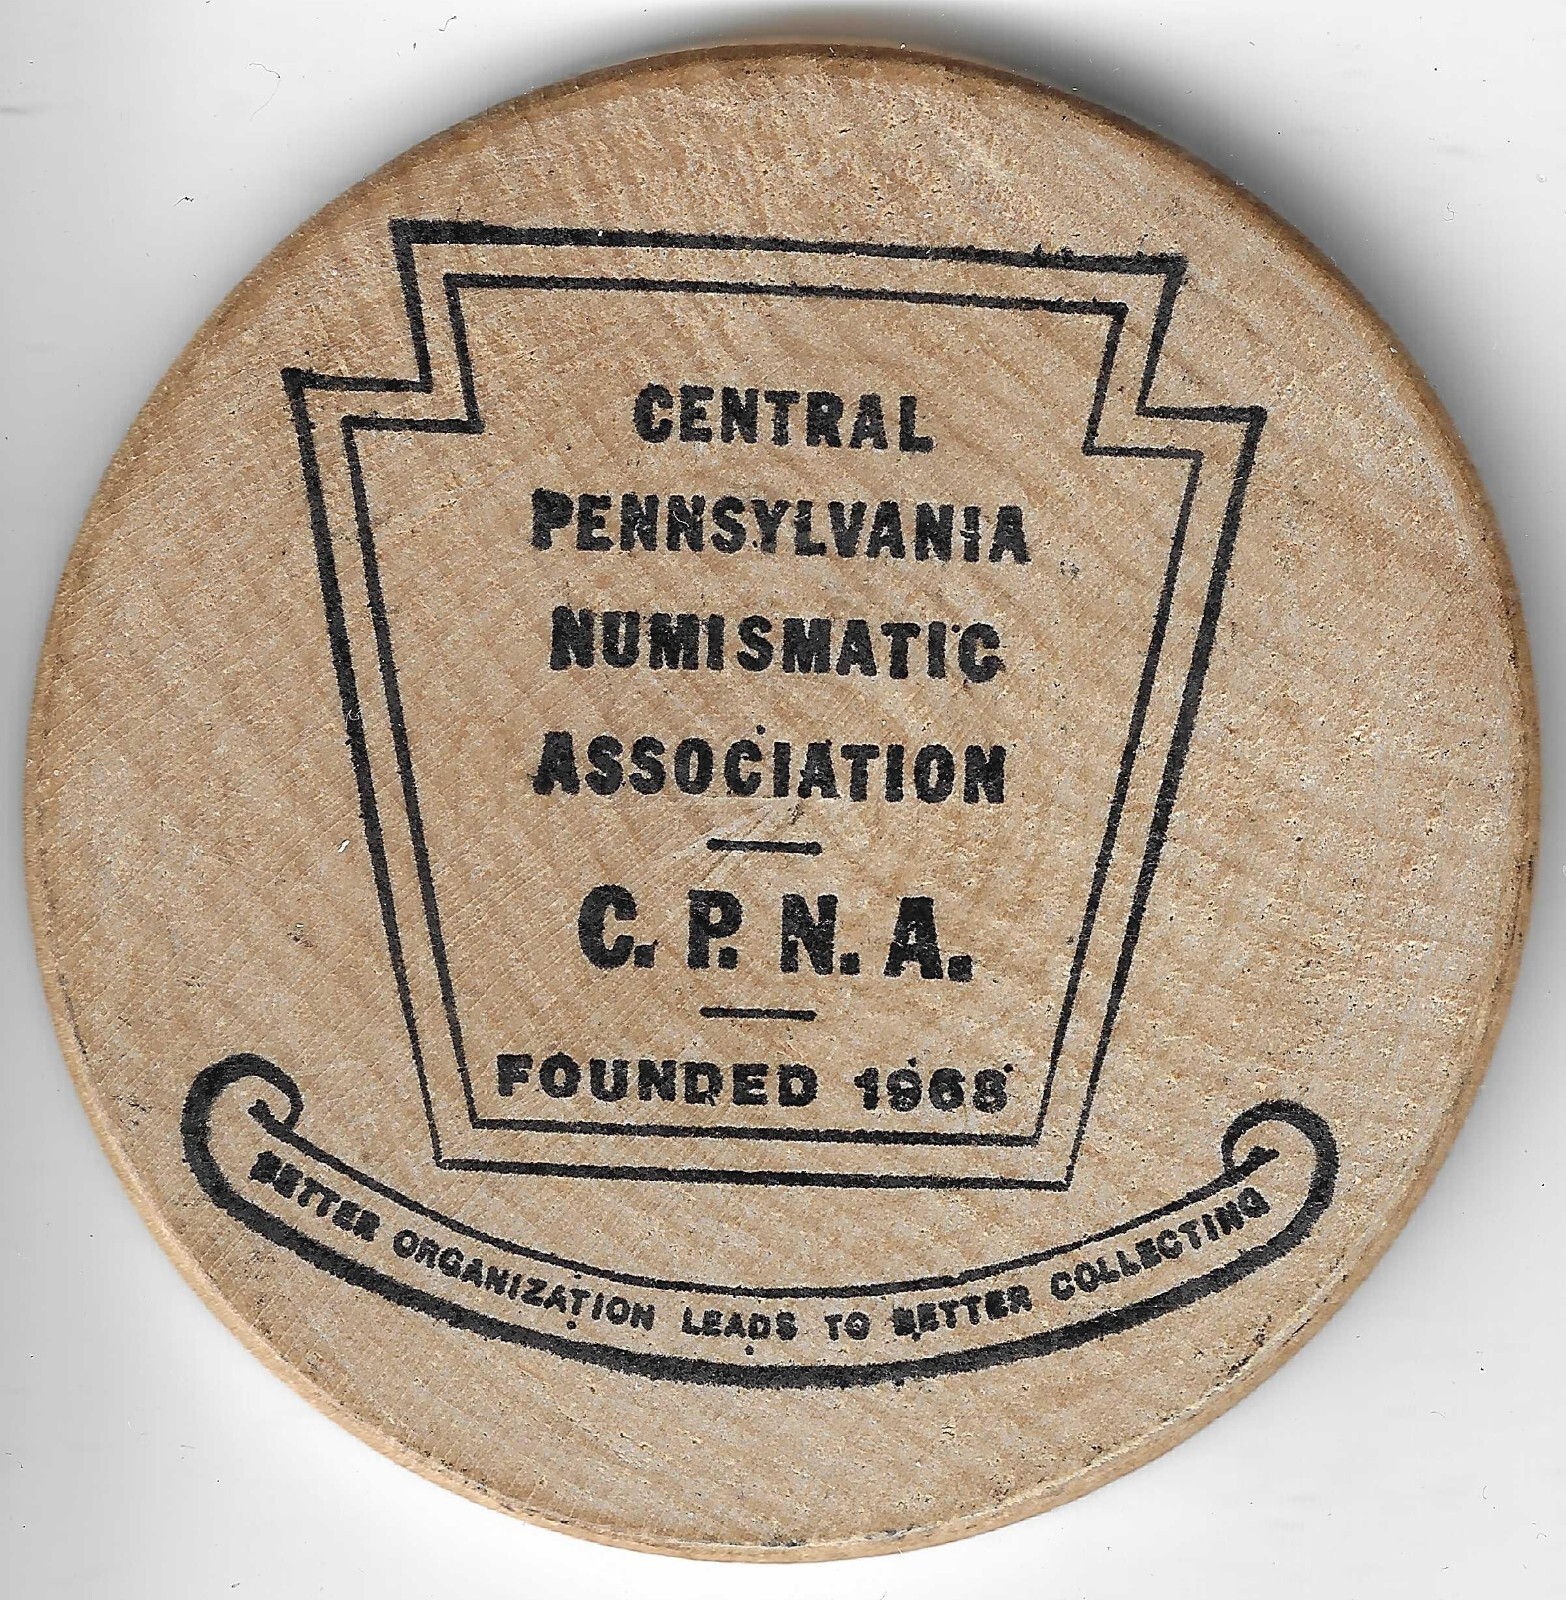 CENTRAL
PENNSYLVANIA
NUMISMATIC
ASSOCIATION
C. P. N. A.
FOUNDED 1968
BETTER ORGANIZATION LEADS TO BETTER COLLECTING